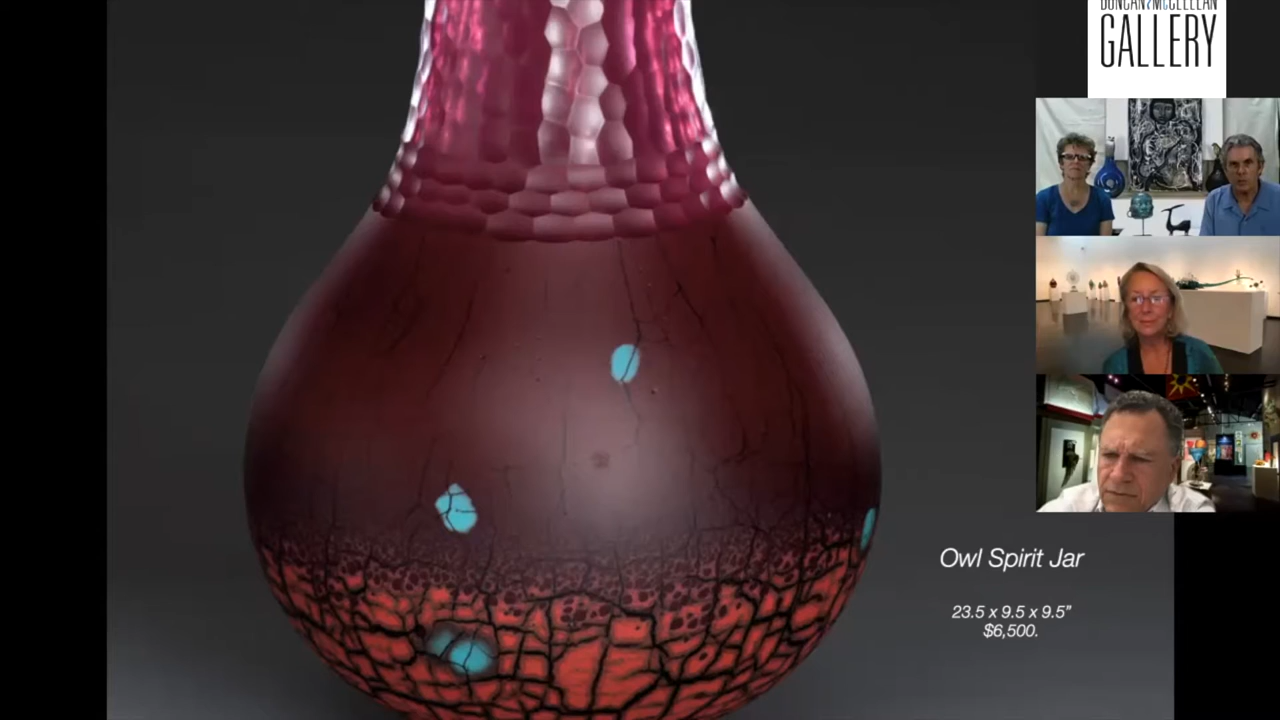 DUNCAN MCCLELLAN
GALLERY
Owl Spirit Jar
23.5 x 9.5 x 9.5”
$6,500.